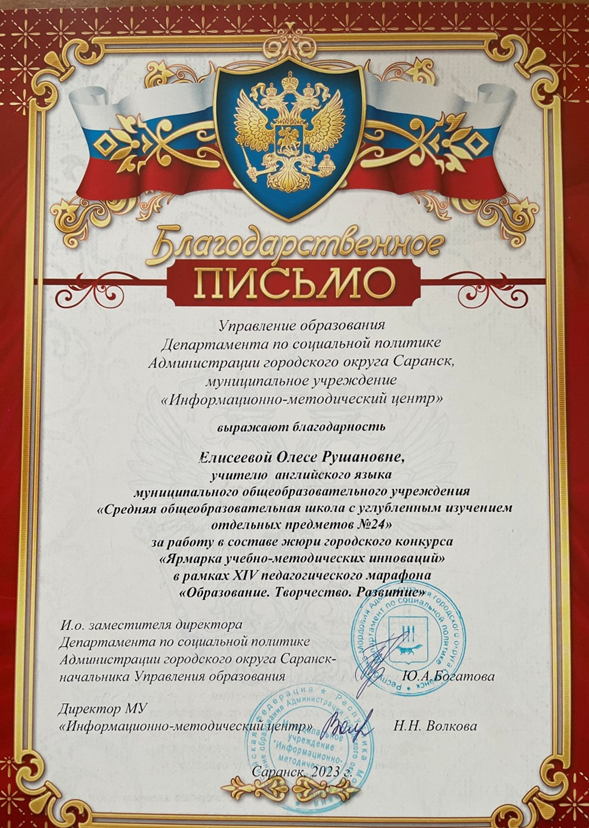 Благодарственное
ПИСЬМО
Управление образования
Департамента по социальной политике
Администрации городского округа Саранск,
муниципальное учреждение
«Информационно-методический центр»
выражают благодарность
Елисеевой Олесе Рушановне,
учителю английского языка
муниципального общеобразовательного учреждения
«Средняя общеобразовательная школа с углубленным изучением
отдельных предметов №24»
за работу в составе жюри городского конкурса
«Ярмарка учебно-методических инноваций»
в рамках XIV педагогического марафона
«Образование. Творчество. Развитие»
И.о. заместителя директора
Департамента по социальной политике
Администрации городского округа Саранск-
начальника Управления образования
Ю.А.Богатова
Директор МУ
«Информационно-методический центр»
Н.Н. Волкова
Саранск, 2023 г.